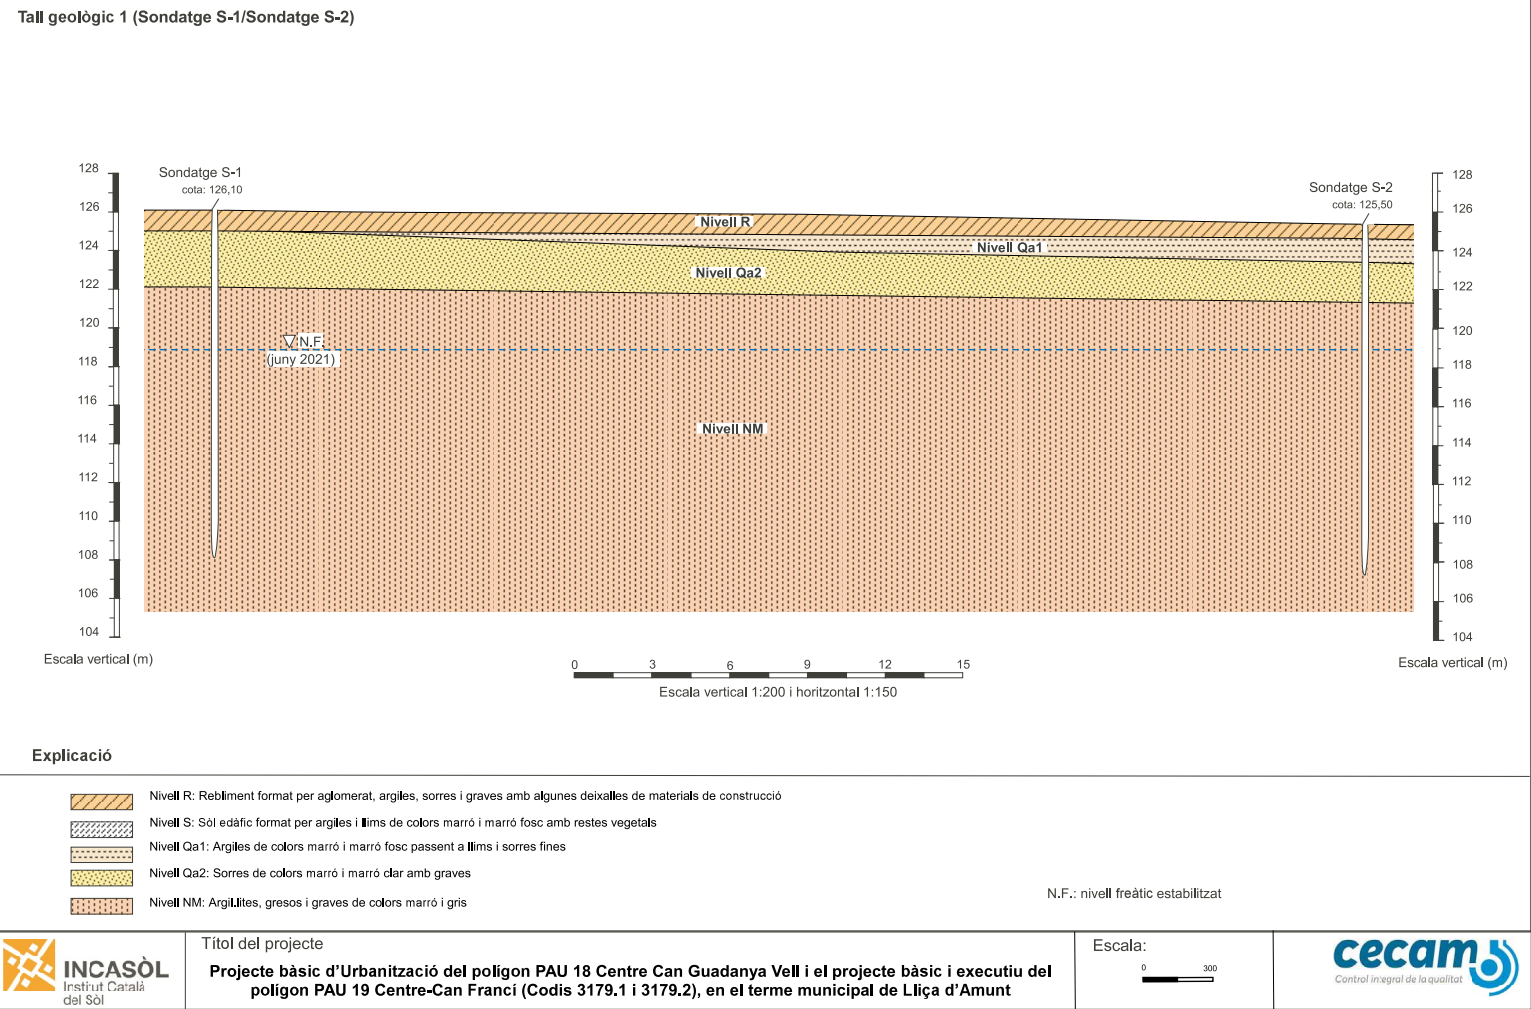 Tall geològic 1 (Sondatge S-1/Sondatge S-2)
Sondatge S-1
cota: 126,10
Sondatge S-2
cota: 125,50
128
126
124
122
120
118
116
114
112
110
108
106
104
Escala vertical (m)
Nivell R
Nivell Qa1
Nivell Qa2
N.F.
(juny 2021)
Nivell NM
128
126
124
122
120
118
116
114
112
110
108
106
104
Escala vertical (m)
0 3 6 9 12 15
Escala vertical 1:200 i horitzontal 1:150
Explicació
Nivell R: Rebliment format per aglomerat, argiles, sorres i graves amb algunes deixalles de materials de construcció
Nivell S: Sòl edàfic format per argiles i llims de colors marró i marró fosc amb restes vegetals
Nivell Qa1: Argiles de colors marró i marró fosc passent a llims i sorres fines
Nivell Qa2: Sorres de colors marró i marró clar amb graves
Nivell NM: Argil.lites, gresos i graves de colors marró i gris
N.F.: nivell freàtic estabilitzat
INCASÒL
Institut Català
del Sòl
Títol del projecte
Projecte bàsic d'Urbanització del polígon PAU 18 Centre Can Guadanya Vell i el projecte bàsic i executiu del
polígon PAU 19 Centre-Can Francí (Codis 3179.1 i 3179.2), en el terme municipal de Lliça d'Amunt
Escala:
0 300
cecam
Control integral de la qualitat